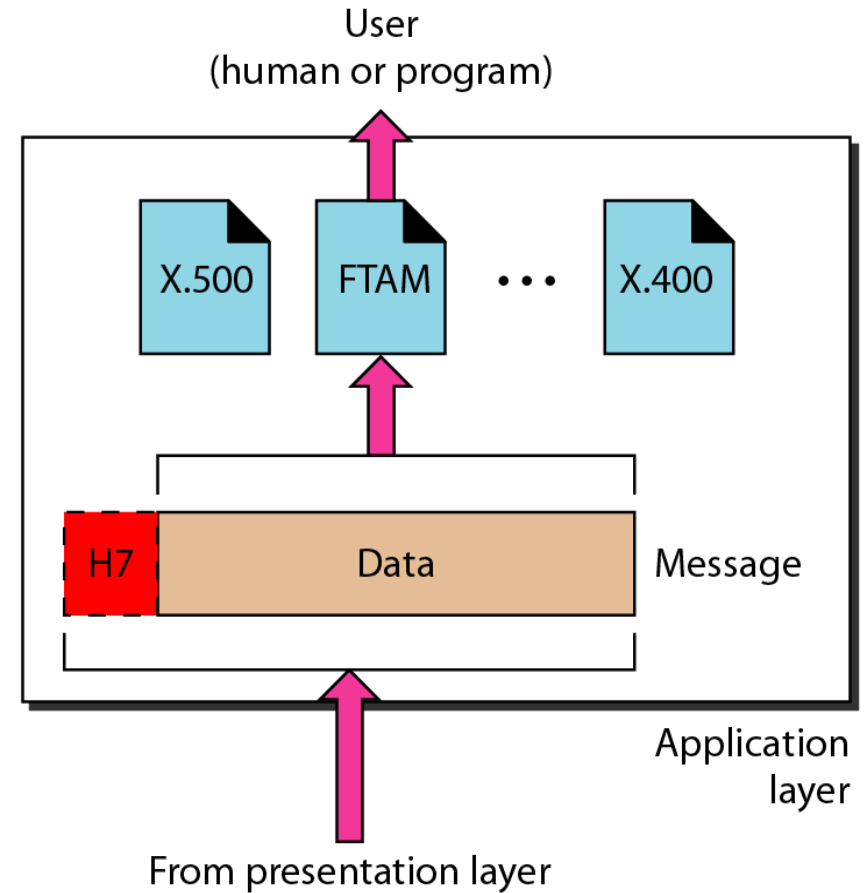 User
(human or program)
X.500
FTAM
...
X.400
H7
Data
Message
Application
layer
From presentation layer